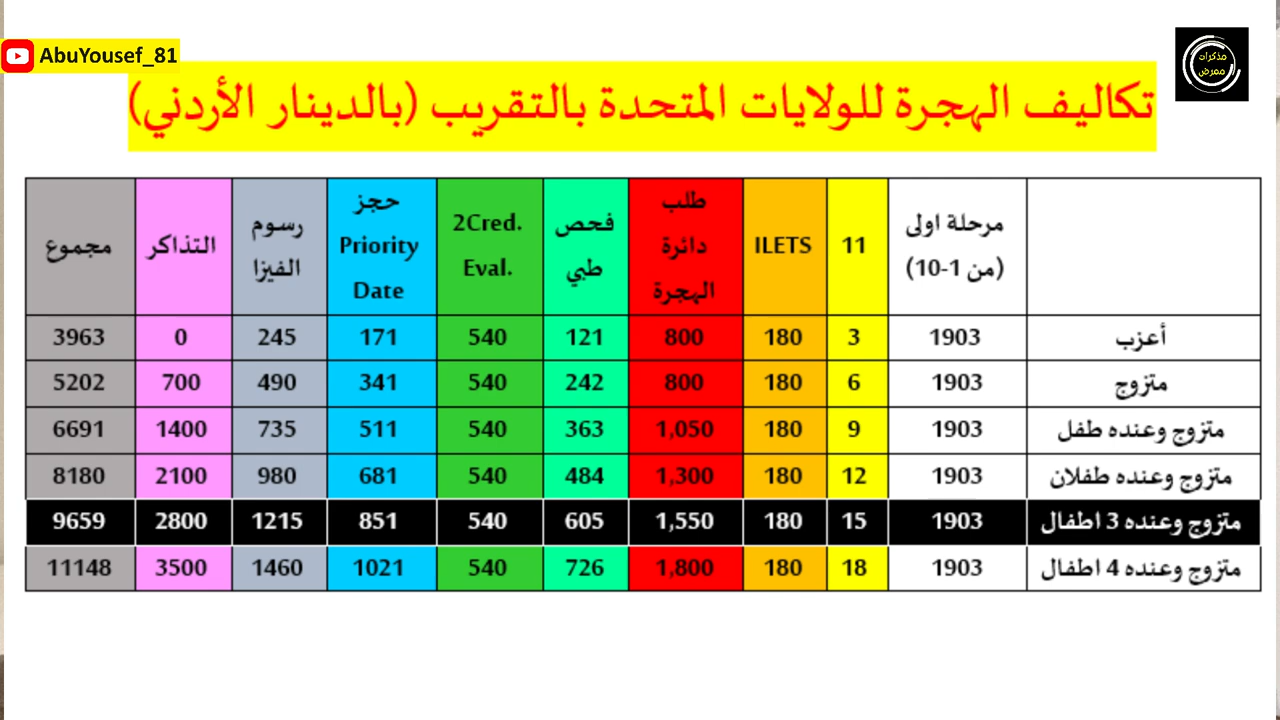 AbuYousef_81
مذكرات
ممرض
تكاليف الهجرة للولايات المتحدة بالتقريب (بالدينار الأردني)
مرحلة اولى (من 1-10) 11 ILETS طلب دائرة الهجرة فحص طبي 2Cred. Eval. حجز Priority Date رسوم الفيزا التذاكر مجموع
أعزب 1903 3 180 800 121 540 171 245 0 3963
متزوج 1903 6 180 800 242 540 341 490 700 5202
متزوج وعنده طفل 1903 9 180 1,050 363 540 511 735 1400 6691
متزوج وعنده طفلان 1903 12 180 1,300 484 540 681 980 2100 8180
متزوج وعنده 3 اطفال 1903 15 180 1,550 605 540 851 1215 2800 9659
متزوج وعنده 4 اطفال 1903 18 180 1,800 726 540 1021 1460 3500 11148